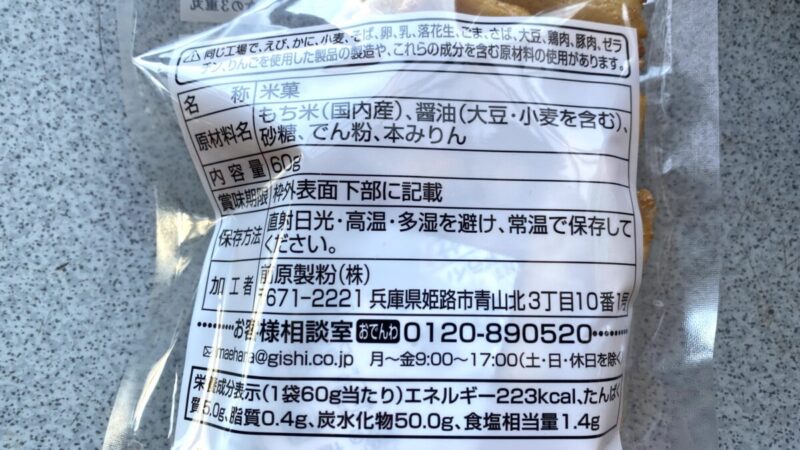 の3重丸
同じ工場で、えび、かに、小麦、そば、卵、乳、落花生、ごま、さば、大豆、鶏肉、豚肉、ゼラ
チン、りんごを使用した製品の製造や、これらの成分を含む原材料の使用があります。
名称 米菓
原材料名 もち米(国内産)、醤油(大豆・小麦を含む)、
砂糖、でん粉、本みりん
内容量 60g
賞味期限 枠外表面下部に記載
保存方法 直射日光・高温・多湿を避け、常温で保存して
ください。
加工者 前原製粉(株)
〒671-2221 兵庫県姫路市青山北3丁目10番1号
お客様相談室 おでんわ 0120-890520
maehara@gishi.co.jp 月〜金9:00〜17:00(土・日・休日を除く)
栄養成分表示(1袋60g当たり)エネルギー223kcal、たんぱく
質5.0g、脂質0.4g、炭水化物50.0g、食塩相当量1.4g